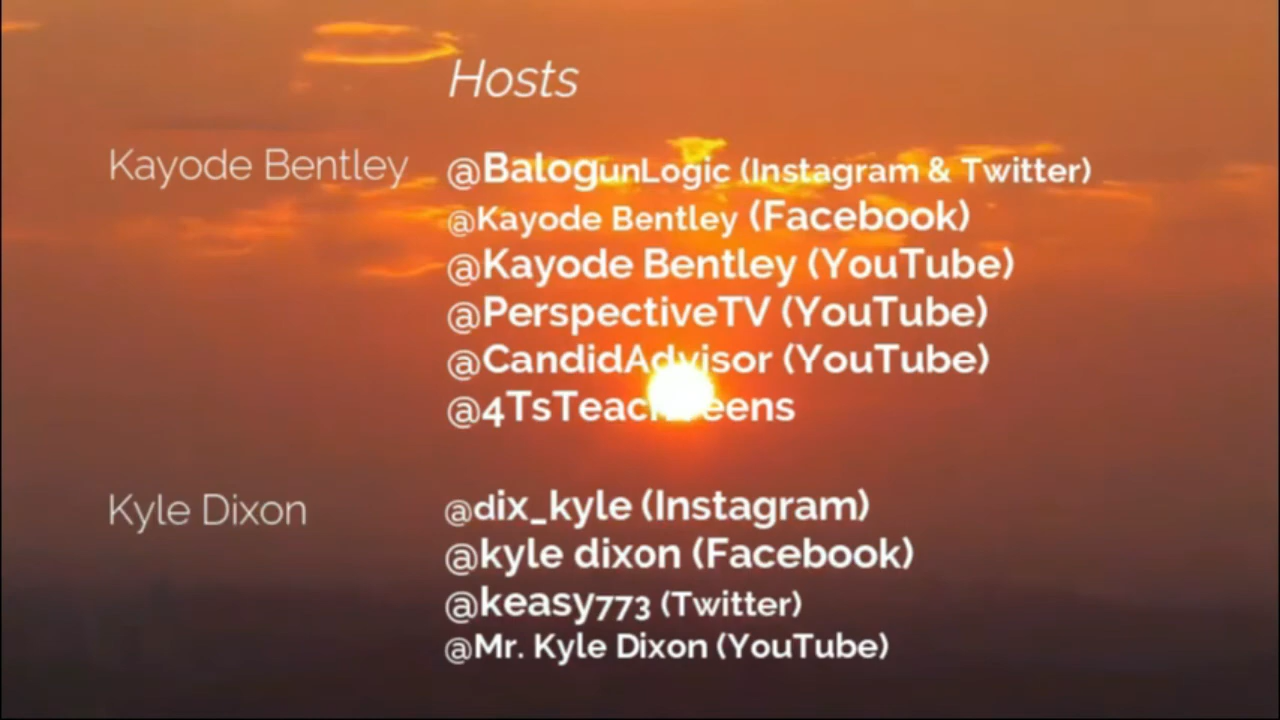 Hosts
Kayode Bentley @BalogunLogic (Instagram & Twitter)
@Kayode Bentley (Facebook)
@Kayode Bentley (YouTube)
@PerspectiveTV (YouTube)
@CandidAdvisor (YouTube)
Kyle Dixon @dix_kyle (Instagram)
@kyle dixon (Facebook)
@keasy773 (Twitter)
@Mr. Kyle Dixon (YouTube)